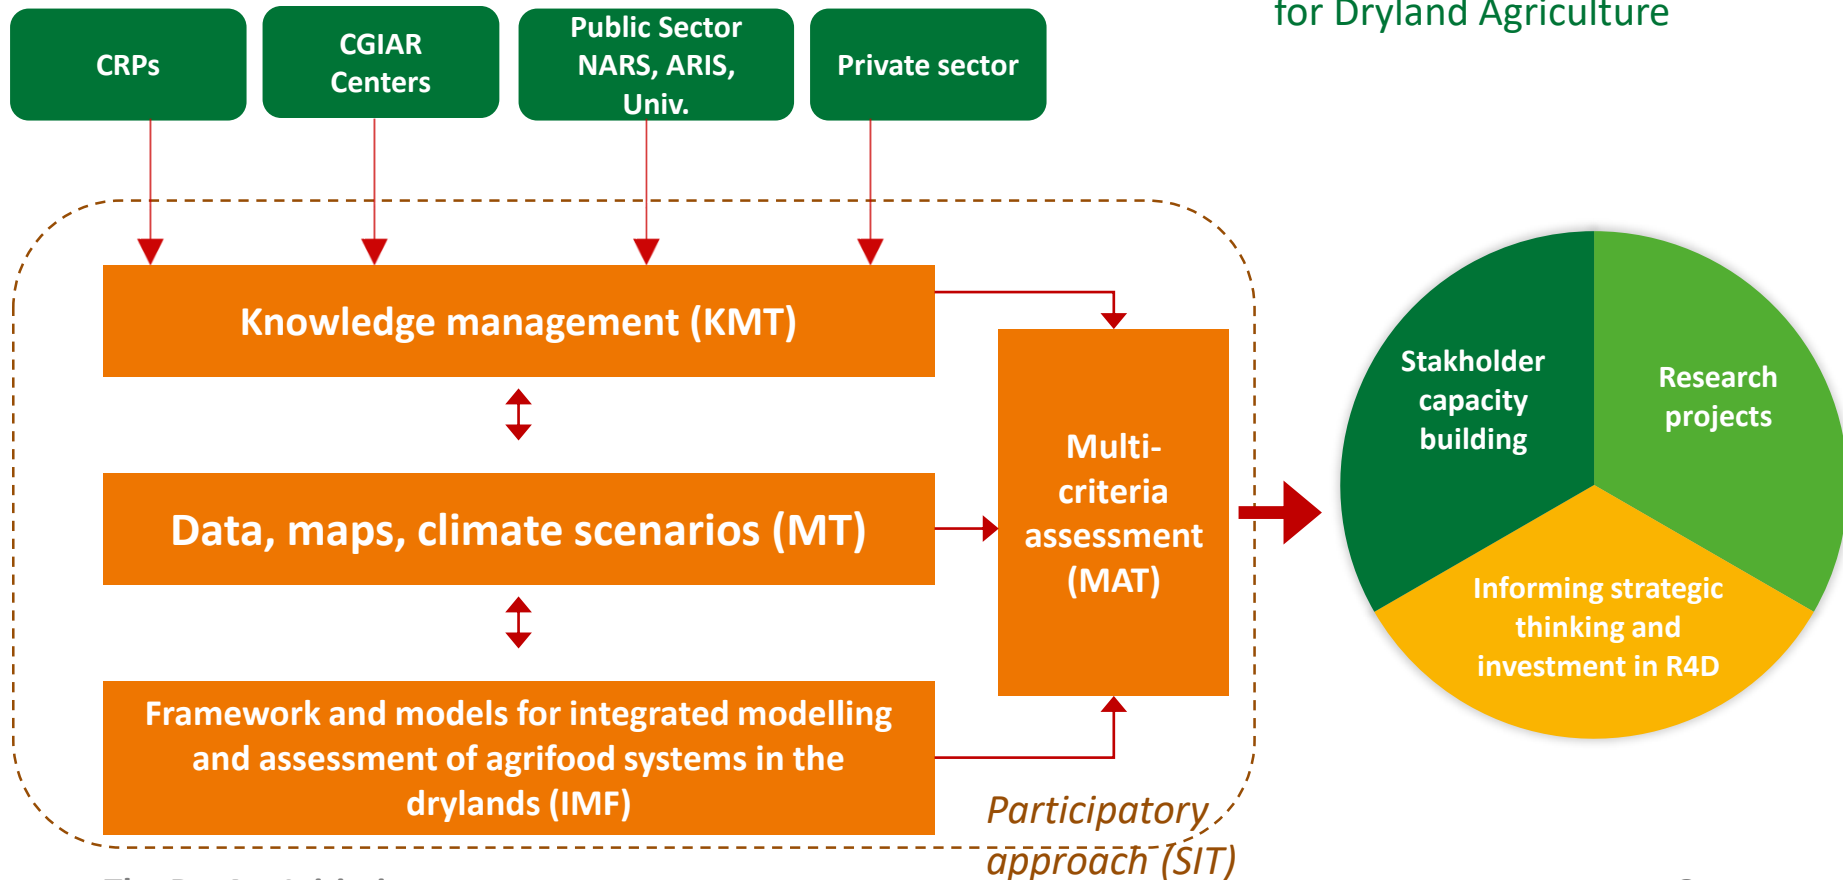 for Dryland Agriculture
CRPs
CGIAR
Centers
Public Sector
NARS, ARIS,
Univ.
Private sector
Knowledge management (KMT)
Data, maps, climate scenarios (MT)
Framework and models for integrated modelling
and assessment of agrifood systems in the
drylands (IMF)
Multi-
criteria
assessment
(MAT)
Participatory
approach (SIT)
Stakholder
capacity
building
Research
projects
Informing strategic
thinking and
investment in R4D